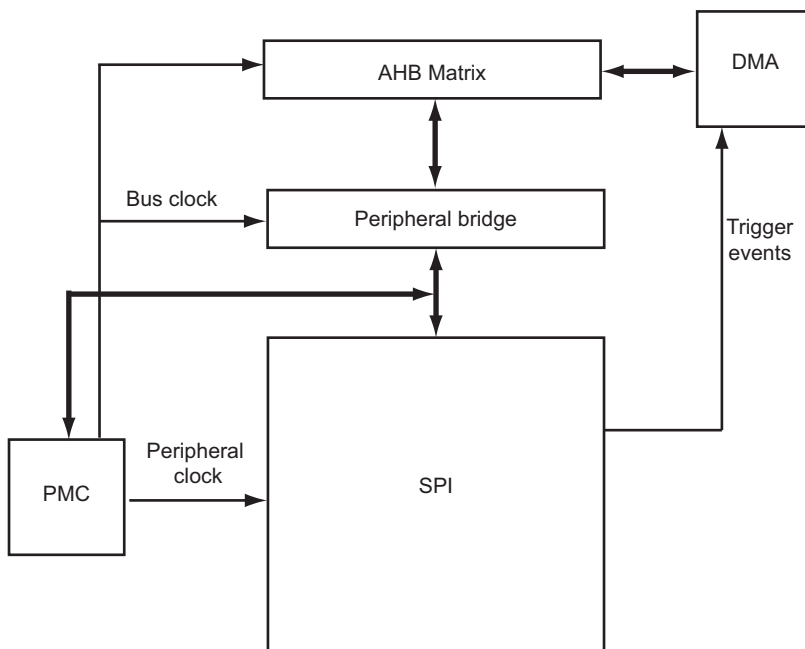 AHB Matrix
DMA
Bus clock
Peripheral bridge
Trigger
events
Peripheral
clock
PMC
SPI